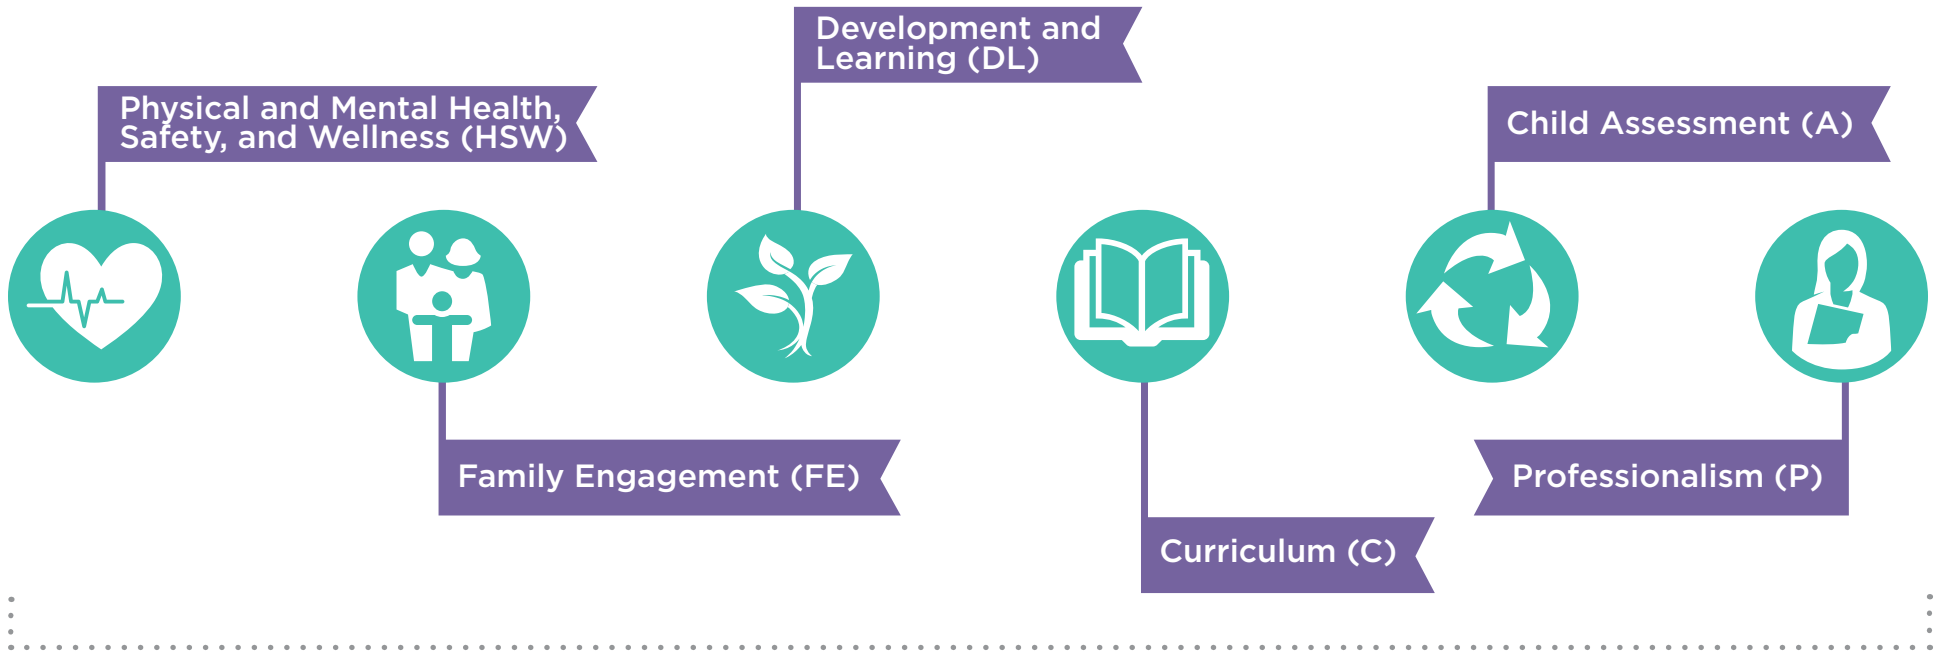 Development and
Learning (DL)
Physical and Mental Health,
Safety, and Wellness (HSW)
Child Assessment (A)
Family Engagement (FE)
Professionalism (P)
Curriculum (C)